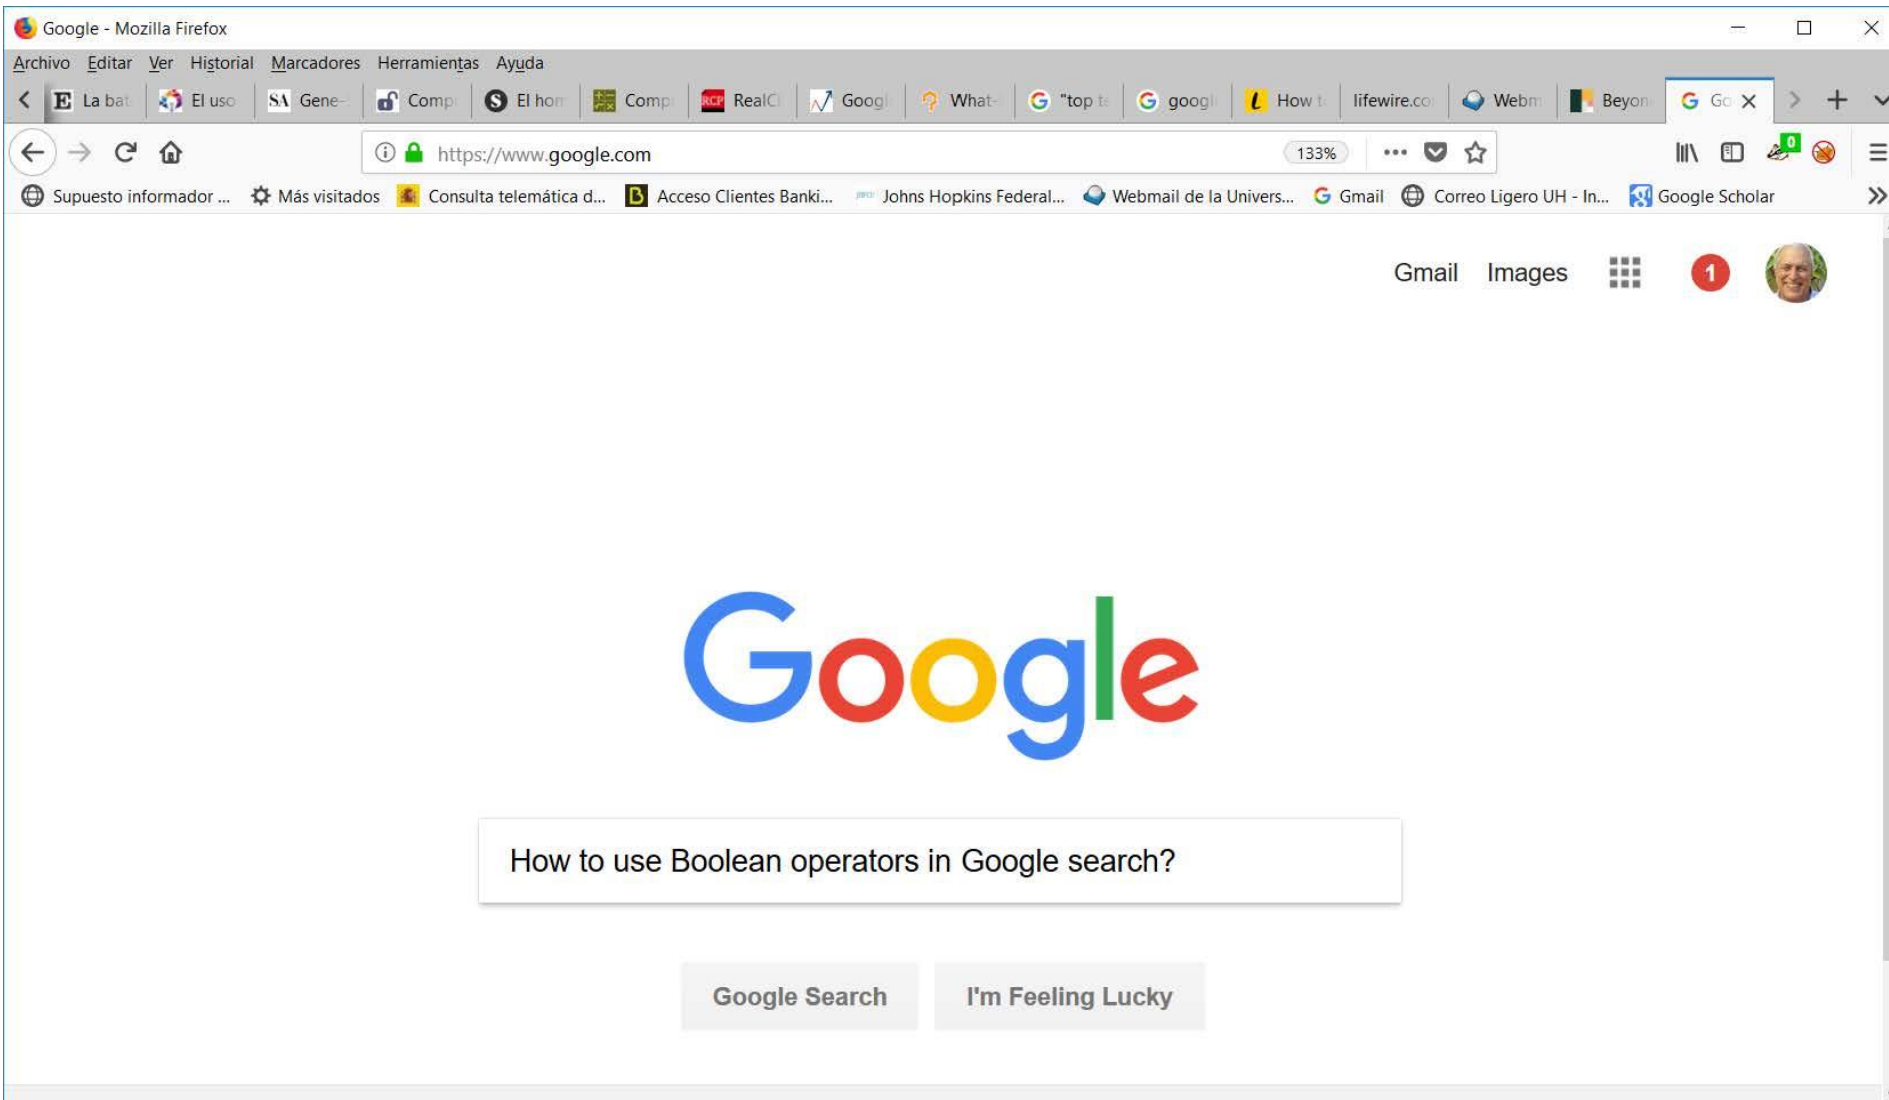 Google - Mozilla Firefox
Archivo Editar Ver Historial Marcadores Herramientas Ayuda
E La bat El uso SA Gene- Comp S El hom Comp RCP RealC Googl What- G "top t G googl L How t lifewire.co Webm Beyon G Go
https://www.google.com 133% 0
Supuesto informador ... Más visitados Consulta telemática d... B Acceso Clientes Banki... Johns Hopkins Federal... Webmail de la Univers... G Gmail Correo Ligero UH - In... Google Scholar
Gmail Images 1
Google
How to use Boolean operators in Google search?
Google Search I'm Feeling Lucky